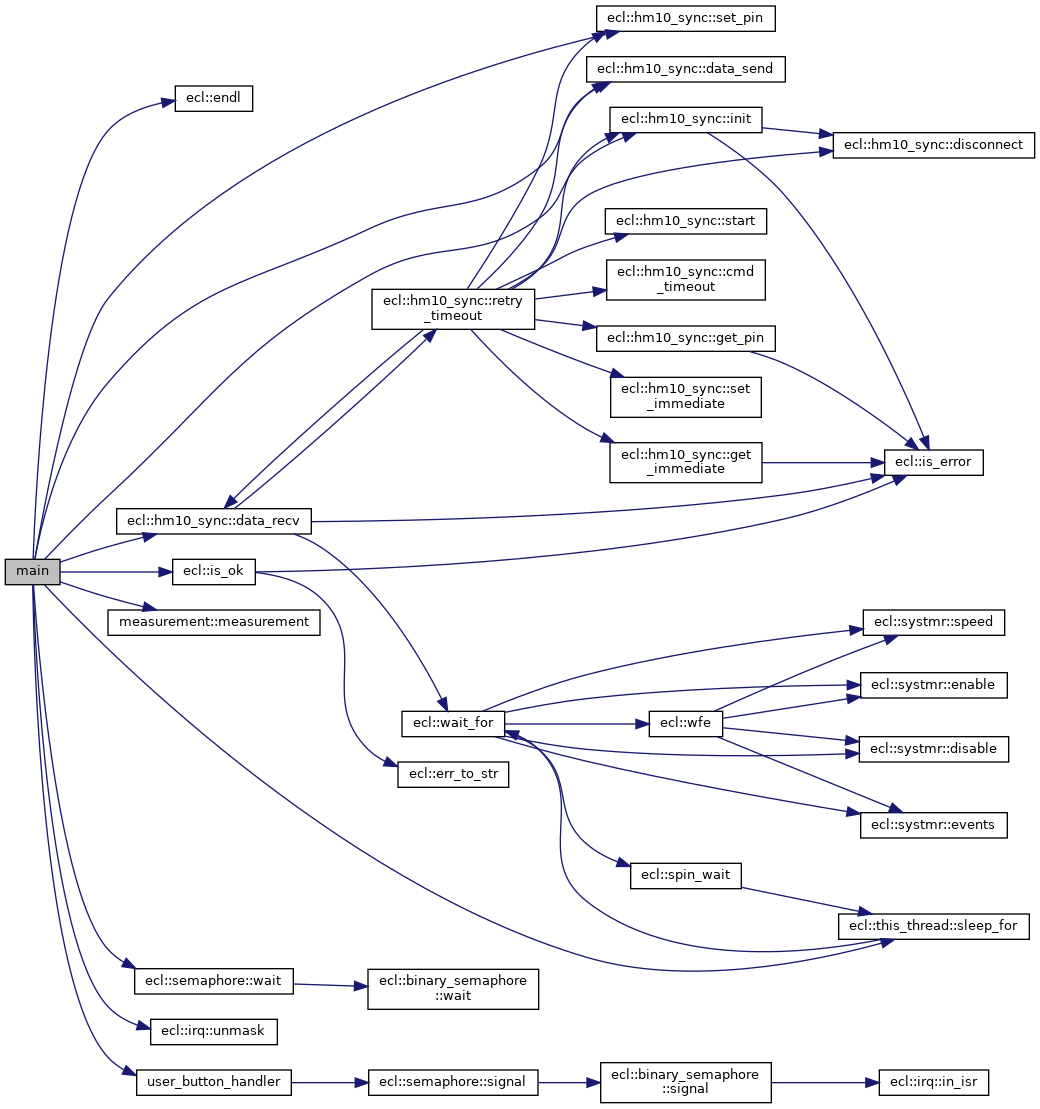 ecl::hm10_sync::set_pin
ecl::hm10_sync::data_send
ecl::endl
ecl::hm10_sync::init
ecl::hm10_sync::disconnect
ecl::hm10_sync::start
ecl::hm10_sync::cmd
_timeout
ecl::hm10_sync::retry
_timeout
ecl::hm10_sync::get_pin
ecl::hm10_sync::set
_immediate
ecl::hm10_sync::get
_immediate
ecl::is_error
ecl::hm10_sync::data_recv
main
ecl::is_ok
measurement::measurement
ecl::systmr::speed
ecl::systmr::enable
ecl::wait_for
ecl::wfe
ecl::systmr::disable
ecl::err_to_str
ecl::systmr::events
ecl::spin_wait
ecl::this_thread::sleep_for
ecl::semaphore::wait
ecl::binary_semaphore
::wait
ecl::irq::unmask
user_button_handler
ecl::semaphore::signal
ecl::binary_semaphore
::signal
ecl::irq::in_isr